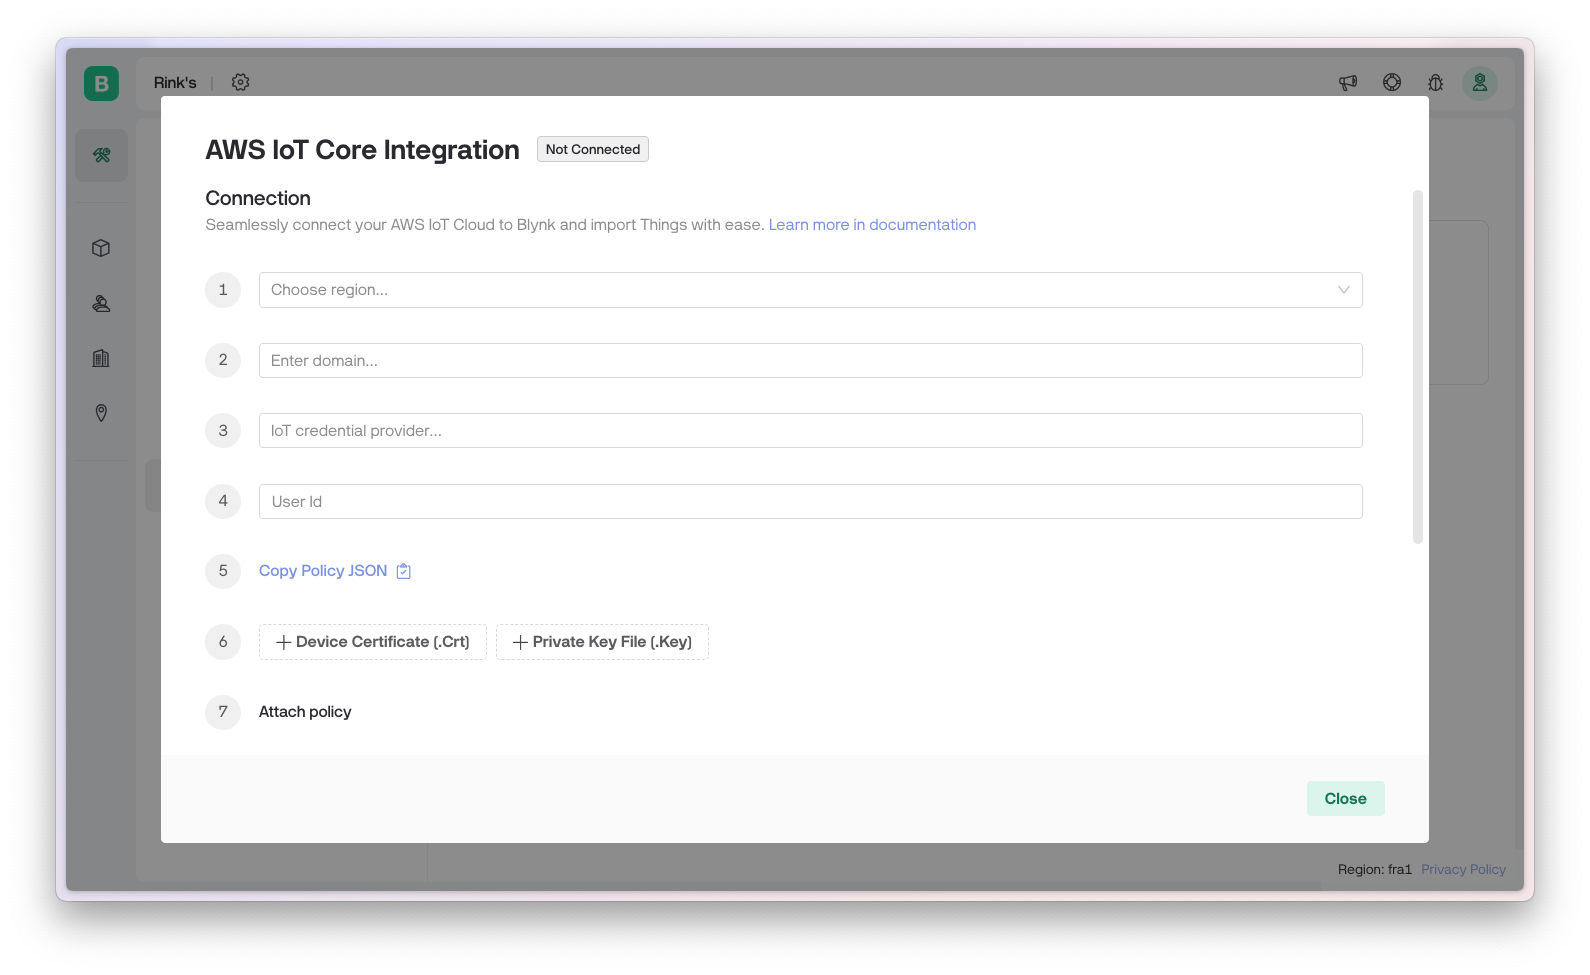 B
Rink's
AWS IoT Core Integration
Not Connected
Connection
Seamlessly connect your AWS IoT Cloud to Blynk and import Things with ease. Learn more in documentation
1
Choose region...
2
Enter domain...
3
IoT credential provider...
4
User Id
5
Copy Policy JSON
6
Device Certificate (.Crt)
Private Key File (.Key)
7
Attach policy
Close
Region: fra1
Privacy Policy